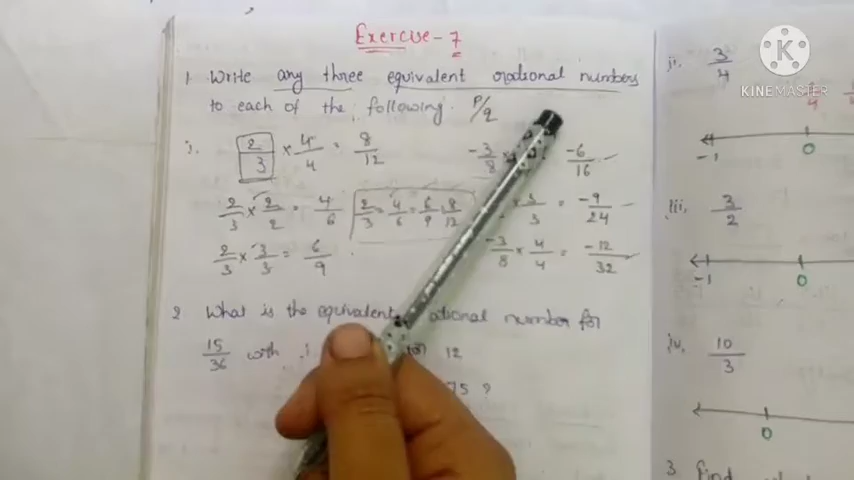 Exercise - 7
1 Write any three equivalent rational numbers
to each of the following. P/q
i. 2/3 × 4/4 = 8/12
-3/8 × -6/16
2/3 × 2/2 = 4/6
2/3 = 4/6 = 6/9 = 8/12
× 3/3 = -9/24
2/3 × 3/3 = 6/9
-3/8 × 4/4 = -12/32
2 What is the equivalent rational number for
15/36 with 12
75 ?
ii. 3/4
-1 0
iii. 3/2
-1 0
iv. 10/3
0
3 Find
KINEMASTER